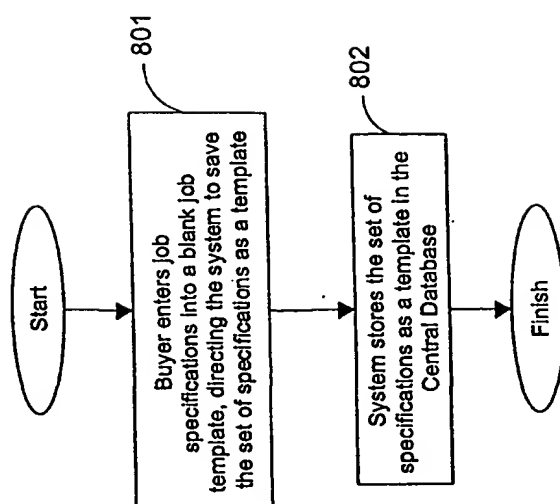 Start
801
Buyer enters job
specifications into a blank job
template, directing the system to save
the set of specifications as a template
802
System stores the set of
specifications as a template in the
Central Database
Finish